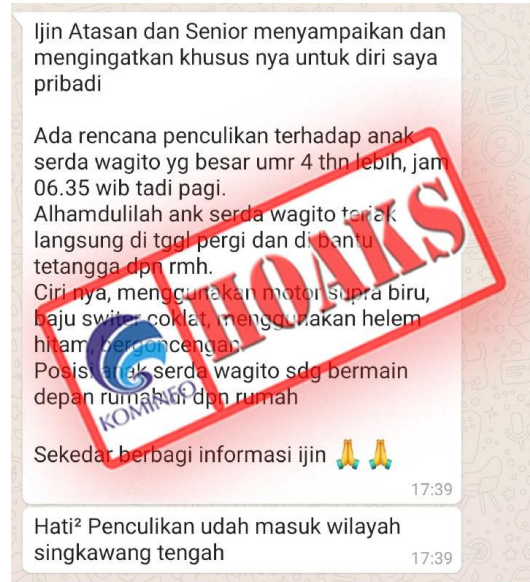 Ijin Atasan dan Senior menyampaikan dan
mengingatkan khusus nya untuk diri saya
pribadi
Ada rencana penculikan terhadap anak
serda wagito yg besar umr 4 thn lebih, jam
06.35 wib tadi pagi.
Alhamdulilah ank serda wagito teriak
langsung di tggl pergi dan di bantu
tetangga dpn rmh.
Ciri nya, menggunakan motor supra biru,
baju switer coklat, menggunakan helem
hitam, bergoncengan.
Posisi anak serda wagito sdg bermain
depan rumah di dpn rumah
Sekedar berbagi informasi ijin 🙏 🙏
17:39
HOAKS
KOMINFO
Hati² Penculikan udah masuk wilayah
singkawang tengah
17:39